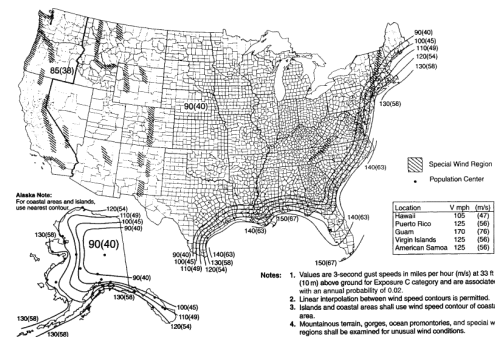 90(40)
100(45)
110(49)
120(54)
130(58)
85(38)
90(40)
130(58)
140(63)
Special Wind Region
Population Center
Alaska Note:
For coastal areas and islands,
use nearest contour.
120(54)
110(49)
100(45)
90(40)
130(58)
90(40)
90(40)
100(45)
110(49)
120(54)
130(58)
130(58)
130(58)
90(40)
100(45)
110(49)
120(54)
130(58)
140(63)
140(63)
150(67)
140(63)
140(63)
150(67)
Location V mph (m/s)
Hawaii 105 (47)
Puerto Rico 125 (56)
Guam 170 (76)
Virgin Islands 125 (56)
American Samoa 125 (56)
Notes: 1. Values are 3-second gust speeds in miles per hour (m/s) at 33 ft
(10 m) above ground for Exposure C category and are associate
with an annual probability of 0.02.
2. Linear interpolation between wind speed contours is permitted.
3. Islands and coastal areas shall use wind speed contour of coasta
area.
4. Mountainous terrain, gorges, ocean promontories, and special w
regions shall be examined for unusual wind conditions.